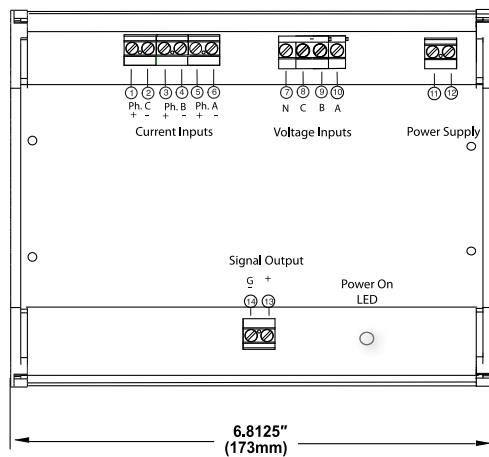 1 2 3 4 5 6
Ph. C Ph. B Ph. A
+ − + − + −
Current Inputs
7 8 9 10
N C B A
Voltage Inputs
11 12
Power Supply
Signal Output
G +
−
14 13
Power On
LED
6.8125″
(173mm)